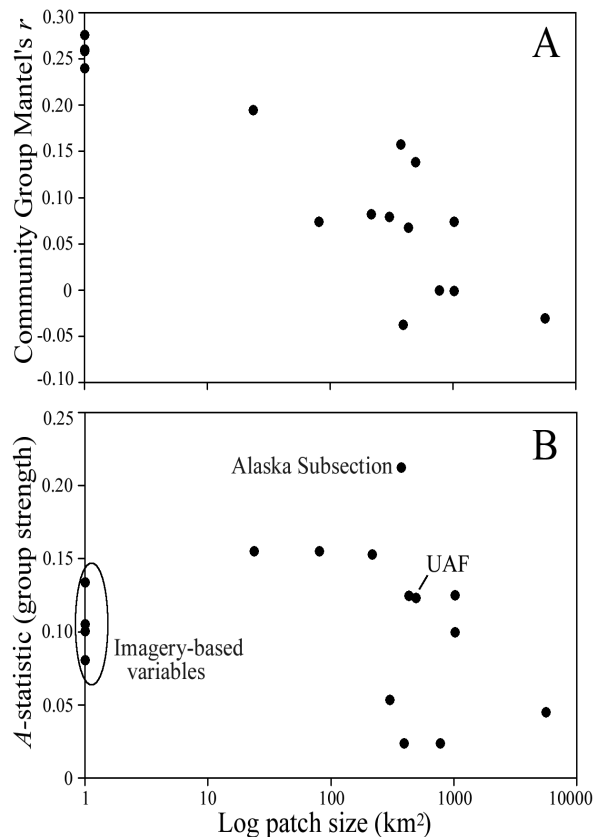 A
Community Group Mantel's r
0.30
0.25
0.20
0.15
0.10
0.05
0
-0.05
-0.10
B
A-statistic (group strength)
0.25
0.20
0.15
0.10
0.05
0
Alaska Subsection
UAF
Imagery-based
variables
1 10 100 1000 10000
Log patch size (km²)